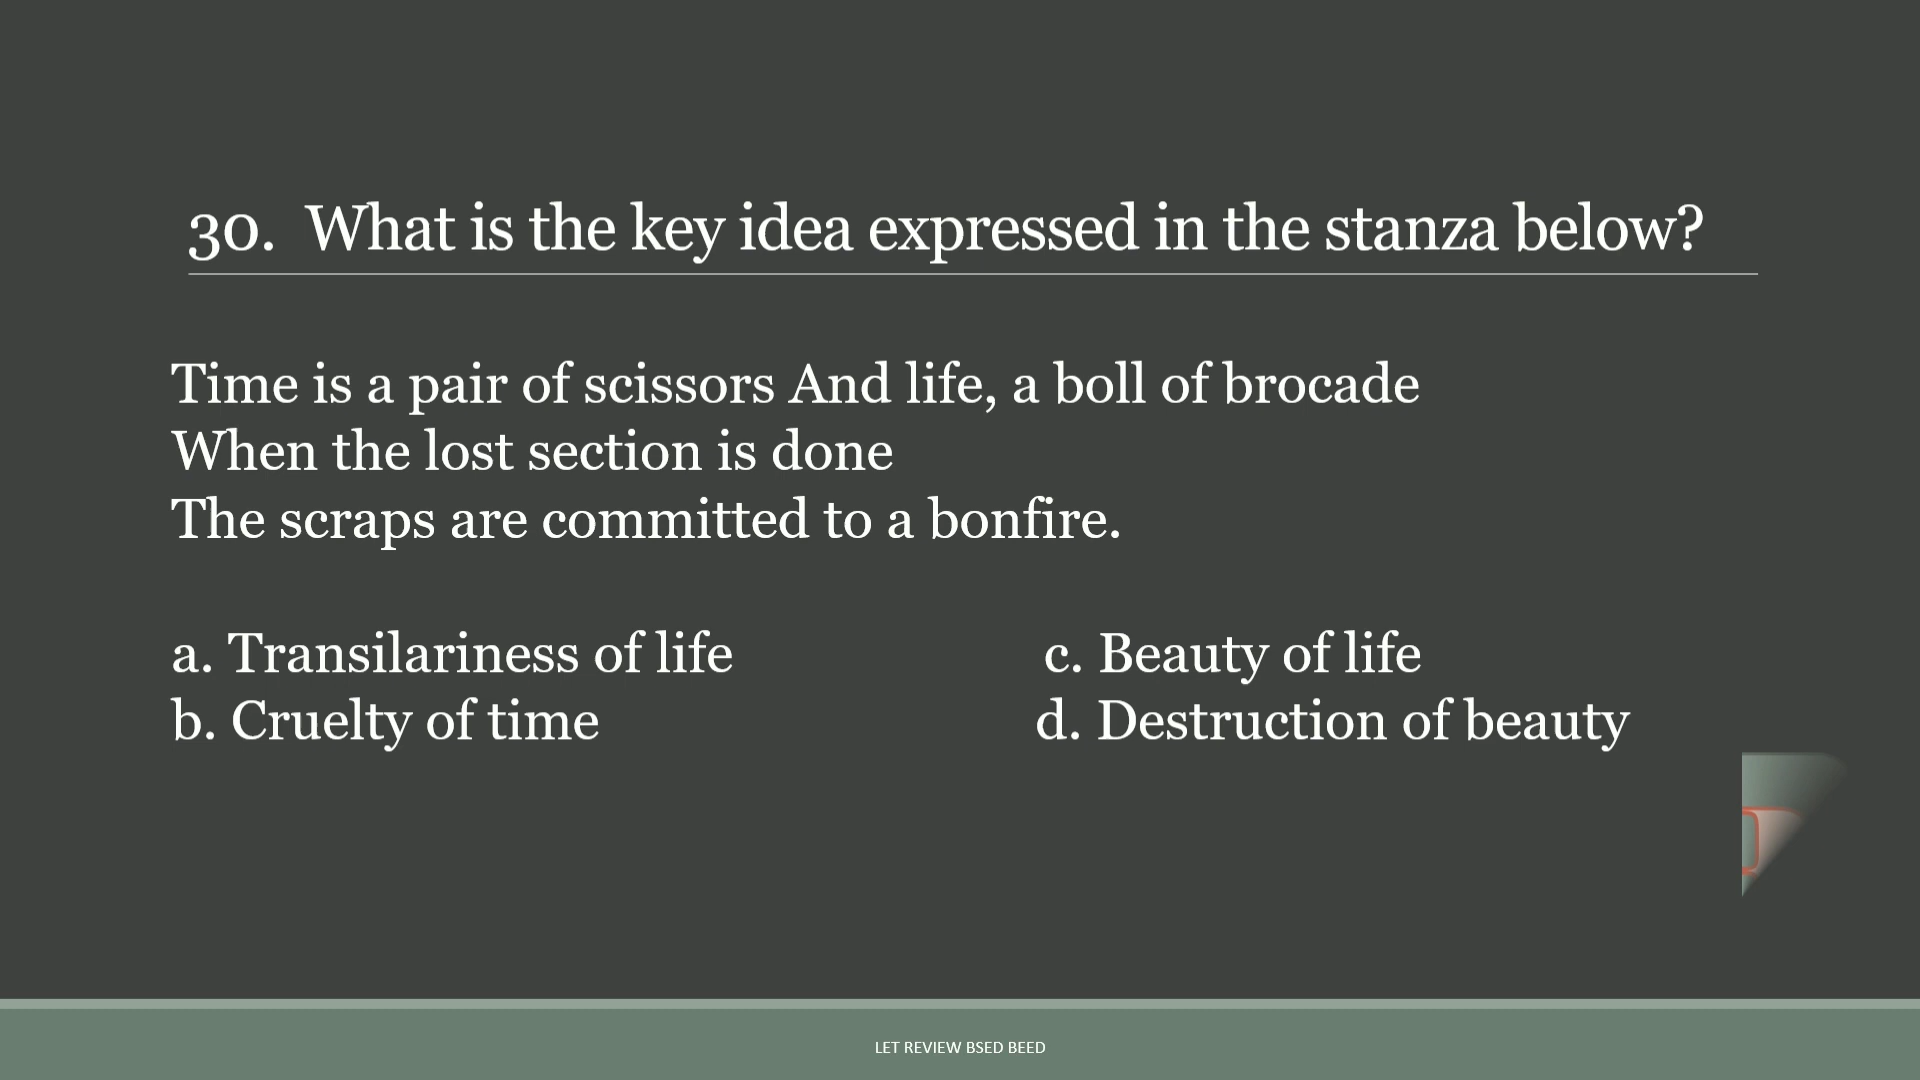 30. What is the key idea expressed in the stanza below?
Time is a pair of scissors And life, a boll of brocade
When the lost section is done
The scraps are committed to a bonfire.
a. Transilariness of life
c. Beauty of life
b. Cruelty of time
d. Destruction of beauty
LET REVIEW BSED BEED